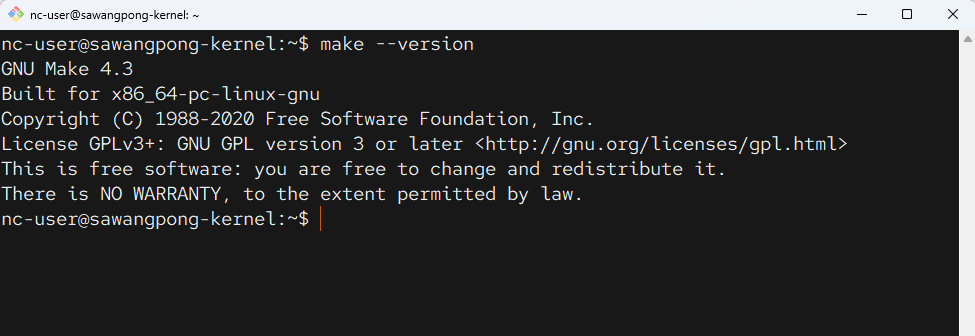 nc-user@sawangpong-kernel: ~
nc-user@sawangpong-kernel:~$ make --version
GNU Make 4.3
Built for x86_64-pc-linux-gnu
Copyright (C) 1988-2020 Free Software Foundation, Inc.
License GPLv3+: GNU GPL version 3 or later <http://gnu.org/licenses/gpl.html>
This is free software: you are free to change and redistribute it.
There is NO WARRANTY, to the extent permitted by law.
nc-user@sawangpong-kernel:~$